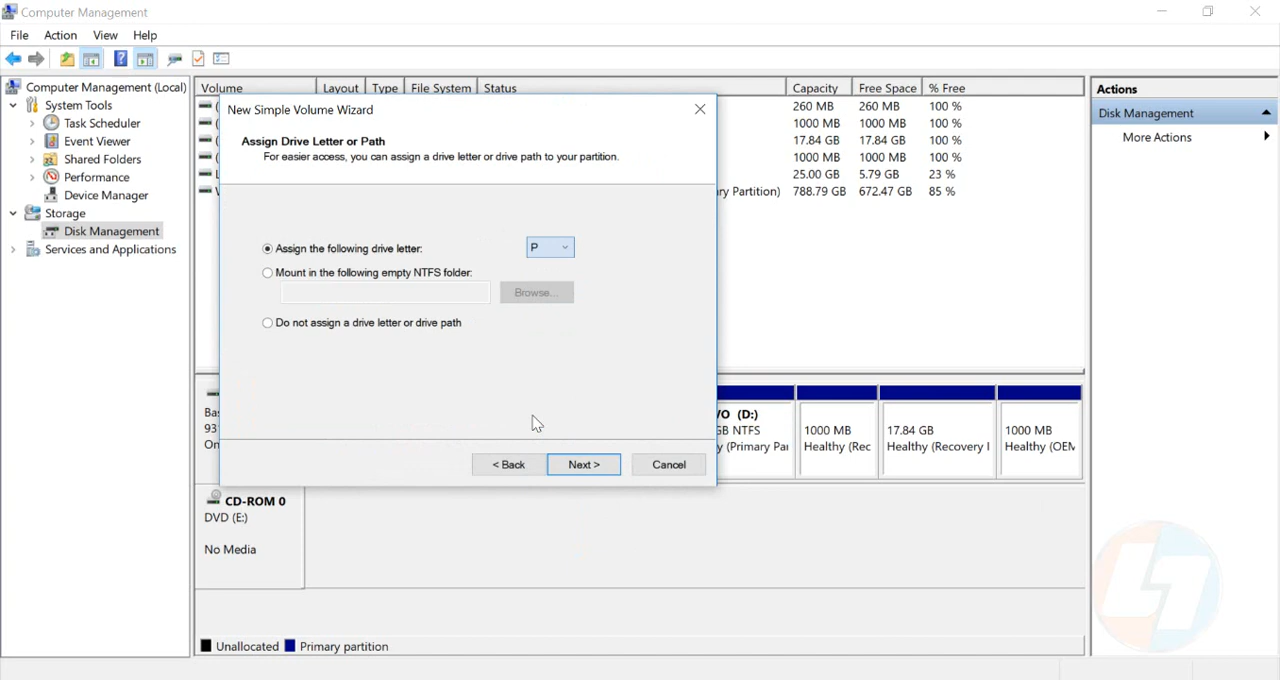 Computer Management
File Action View Help
Computer Management (Local)
System Tools
Task Scheduler
Event Viewer
Shared Folders
Performance
Device Manager
Storage
Disk Management
Services and Applications
Volume Layout Type File System Status Capacity Free Space % Free
260 MB 260 MB 100 %
1000 MB 1000 MB 100 %
17.84 GB 17.84 GB 100 %
1000 MB 1000 MB 100 %
25.00 GB 5.79 GB 23 %
ry Partition) 788.79 GB 672.47 GB 85 %
New Simple Volume Wizard
Assign Drive Letter or Path
For easier access, you can assign a drive letter or drive path to your partition.
Assign the following drive letter: P
Mount in the following empty NTFS folder:
Browse...
Do not assign a drive letter or drive path
< Back Next > Cancel
Ba
93
On
VO (D:)
GB NTFS
y (Primary Pa
1000 MB
Healthy (Rec
17.84 GB
Healthy (Recovery
1000 MB
Healthy (OEM
CD-ROM 0
DVD (E:)
No Media
Unallocated Primary partition
Actions
Disk Management
More Actions